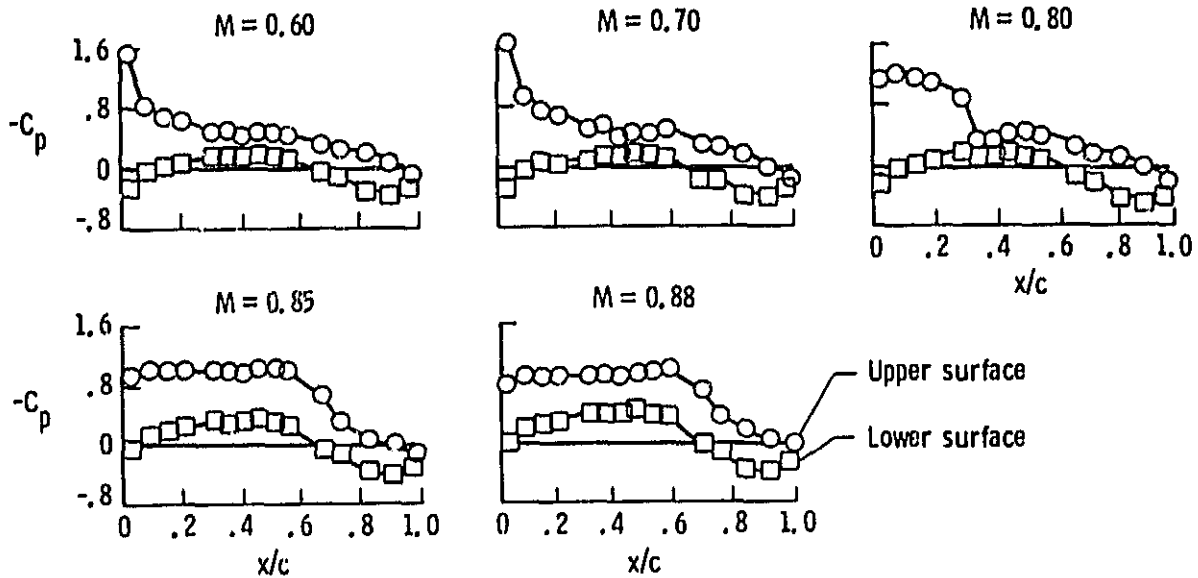 M = 0.60
M = 0.70
M = 0.80
1.6
.8
-Cp
0
-.8
0 .2 .4 .6 .8 1.0
x/c
M = 0.85
M = 0.88
1.6
.8
-Cp
0
-.8
0 .2 .4 .6 .8 1.0
x/c
0 .2 .4 .6 .8 1.0
x/c
Upper surface
Lower surface